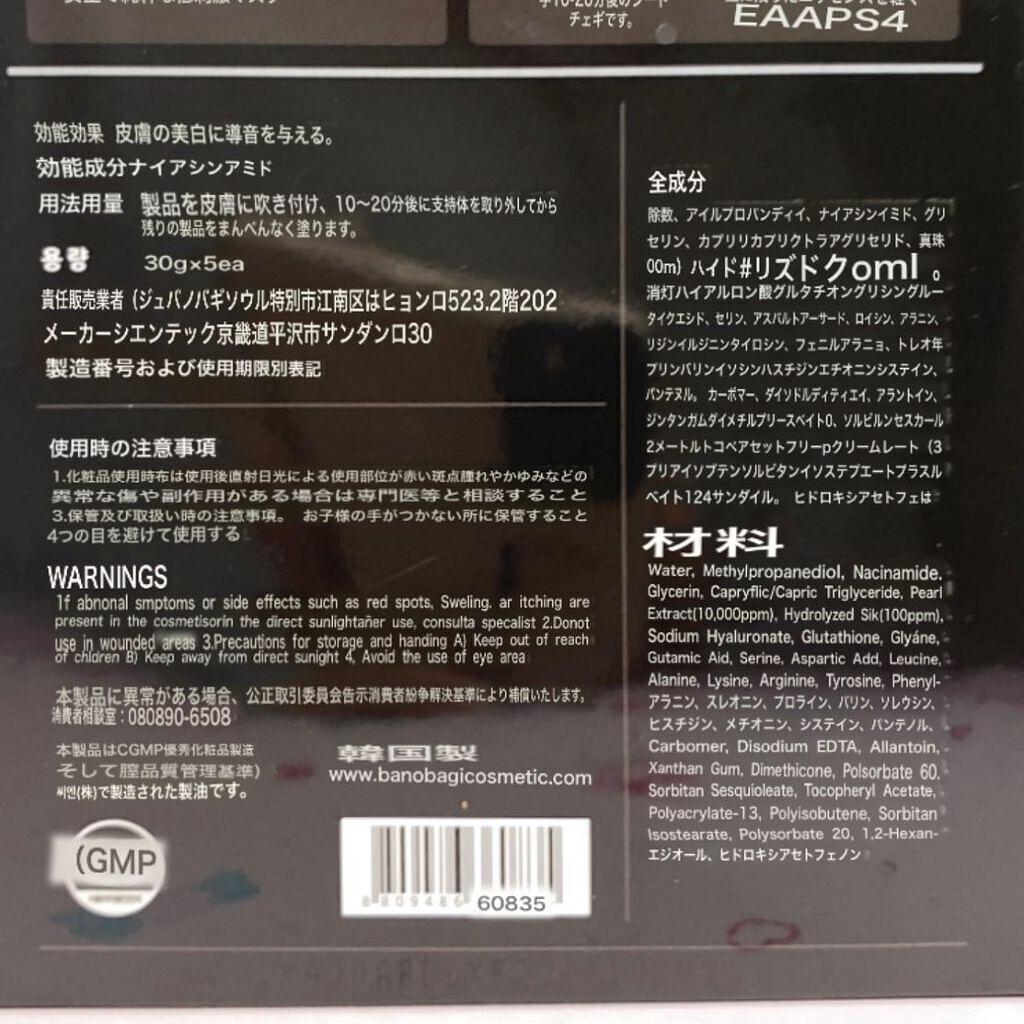 チェギです。
EAAPS4
効能効果 皮膚の美白に導音を与える。
効能成分ナイアシンアミド
用法用量 製品を皮膚に吹き付け、10〜20分後に支持体を取り外してから
残りの製品をまんべんなく塗ります。
용량 30g×5ea
責任販売業者 (ジュバノバギソウル特別市江南区はヒョンロ523.2階202
メーカーシエンテック京畿道平沢市サンダンロ30
製造番号および使用期限別表記
使用時の注意事項
1.化粧品使用時布は使用後直射日光による使用部位が赤い斑点腫れやかゆみなどの
異常な傷や副作用がある場合は専門医等と相談すること
3.保管及び取扱い時の注意事項。 お子様の手がつかない所に保管すること
4つの目を避けて使用する
WARNINGS
1f abnonal smptoms or side effects such as red spots, Sweling. ar itching are
present in the cosmetisorin the direct sunlightañer use, consulta specalist 2.Donot
use in wounded areas 3.Precautions for storage and handing A) Keep out of reach
of children B) Keep away from direct sunight 4, Avoid the use of eye area
本製品に異常がある場合、公正取引委員会告示消費者紛争解決基準により補償いたします。
消費者相談室:080890-6508
本製品はCGMP優秀化粧品製造
そして膣品質管理基準)
씨엔(株)で製造された製油です。
韓国製
www.banobagicosmetic.com
(GMP
8809486 60835
全成分
除数、アイルプロバンディイ、ナイアシンイミド、グリ
セリン、カプリリカプリクトラアグリセリド、真珠
00m) ハイド#リズドクoml 。
消灯ハイアルロン酸グルタチオングリシングルー
タイクエシド、セリン、アスパルトアーサード、ロイシン、アラニン、
リジンイルジニンタイロシン、フェニルアラニョ、トレオ年
プリンバリンイソシンハスチジンエチオニンシステイン、
パンテヌル。カーボマー、ダイソドルディティエイ、アラントイン、
ジンタンガムダイメチルプリースベイト0、ソルビルンセスカール
2メートルトコペアセットフリーpクリームレート (3
プリアイソプテンソルビタンイソステプエートプラスル
ベイト124サンダイル。 ヒドロキシアセトフェは
材料
Water, Methylpropanediol, Nacinamide.
Glycerin, Capryflic/Capric Triglyceride, Pearl
Extract(10,000ppm), Hydrolyzed Sik(100ppm),
Sodium Hyaluronate, Glutathione, Glyáne,
Gutamic Aid, Serine, Aspartic Add, Leucine,
Alanine, Lysine, Arginine, Tyrosine, Phenyl-
アラニン、スレオニン、プロライン、バリン、ソレウシン、
ヒスチジン、メチオニン、システイン、パンテノル、
Carbomer, Disodium EDTA, Allantoin,
Xanthan Gum, Dimethicone, Polsorbate 60.
Sorbitan Sesquioleate, Tocopheryl Acetate,
Polyacrylate-13, Polyisobutene, Sorbitan
Isostearate, Polysorbate 20, 1,2-Hexan-
エジオール、ヒドロキシアセトフェノン